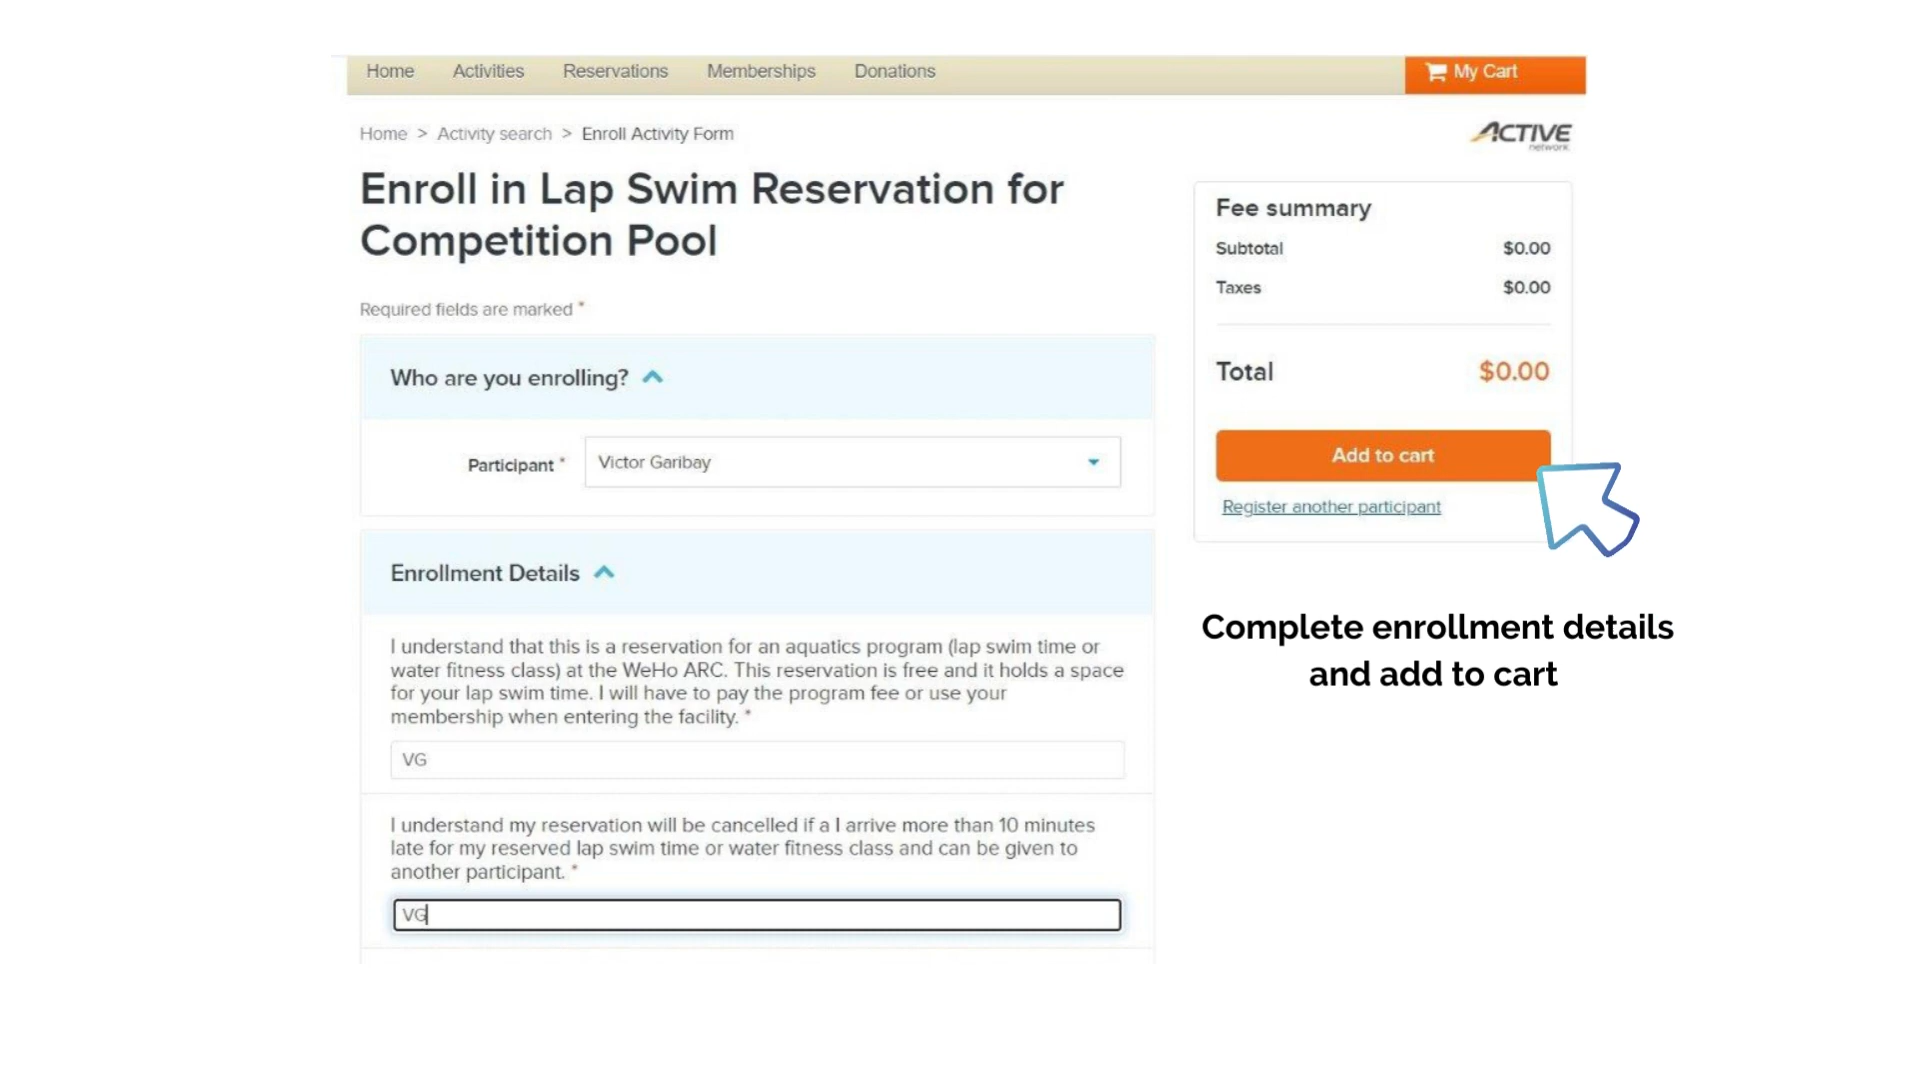 Home Activities Reservations Memberships Donations My Cart
Home > Activity search > Enroll Activity Form
ACTIVE
network
Enroll in Lap Swim Reservation for
Competition Pool
Required fields are marked *
Who are you enrolling?
Participant * Victor Garibay
Enrollment Details
I understand that this is a reservation for an aquatics program (lap swim time or
water fitness class) at the WeHo ARC. This reservation is free and it holds a space
for your lap swim time. I will have to pay the program fee or use your
membership when entering the facility. *
VG
I understand my reservation will be cancelled if a I arrive more than 10 minutes
late for my reserved lap swim time or water fitness class and can be given to
another participant. *
VG
Fee summary
Subtotal $0.00
Taxes $0.00
Total $0.00
Add to cart
Register another participant
Complete enrollment details
and add to cart